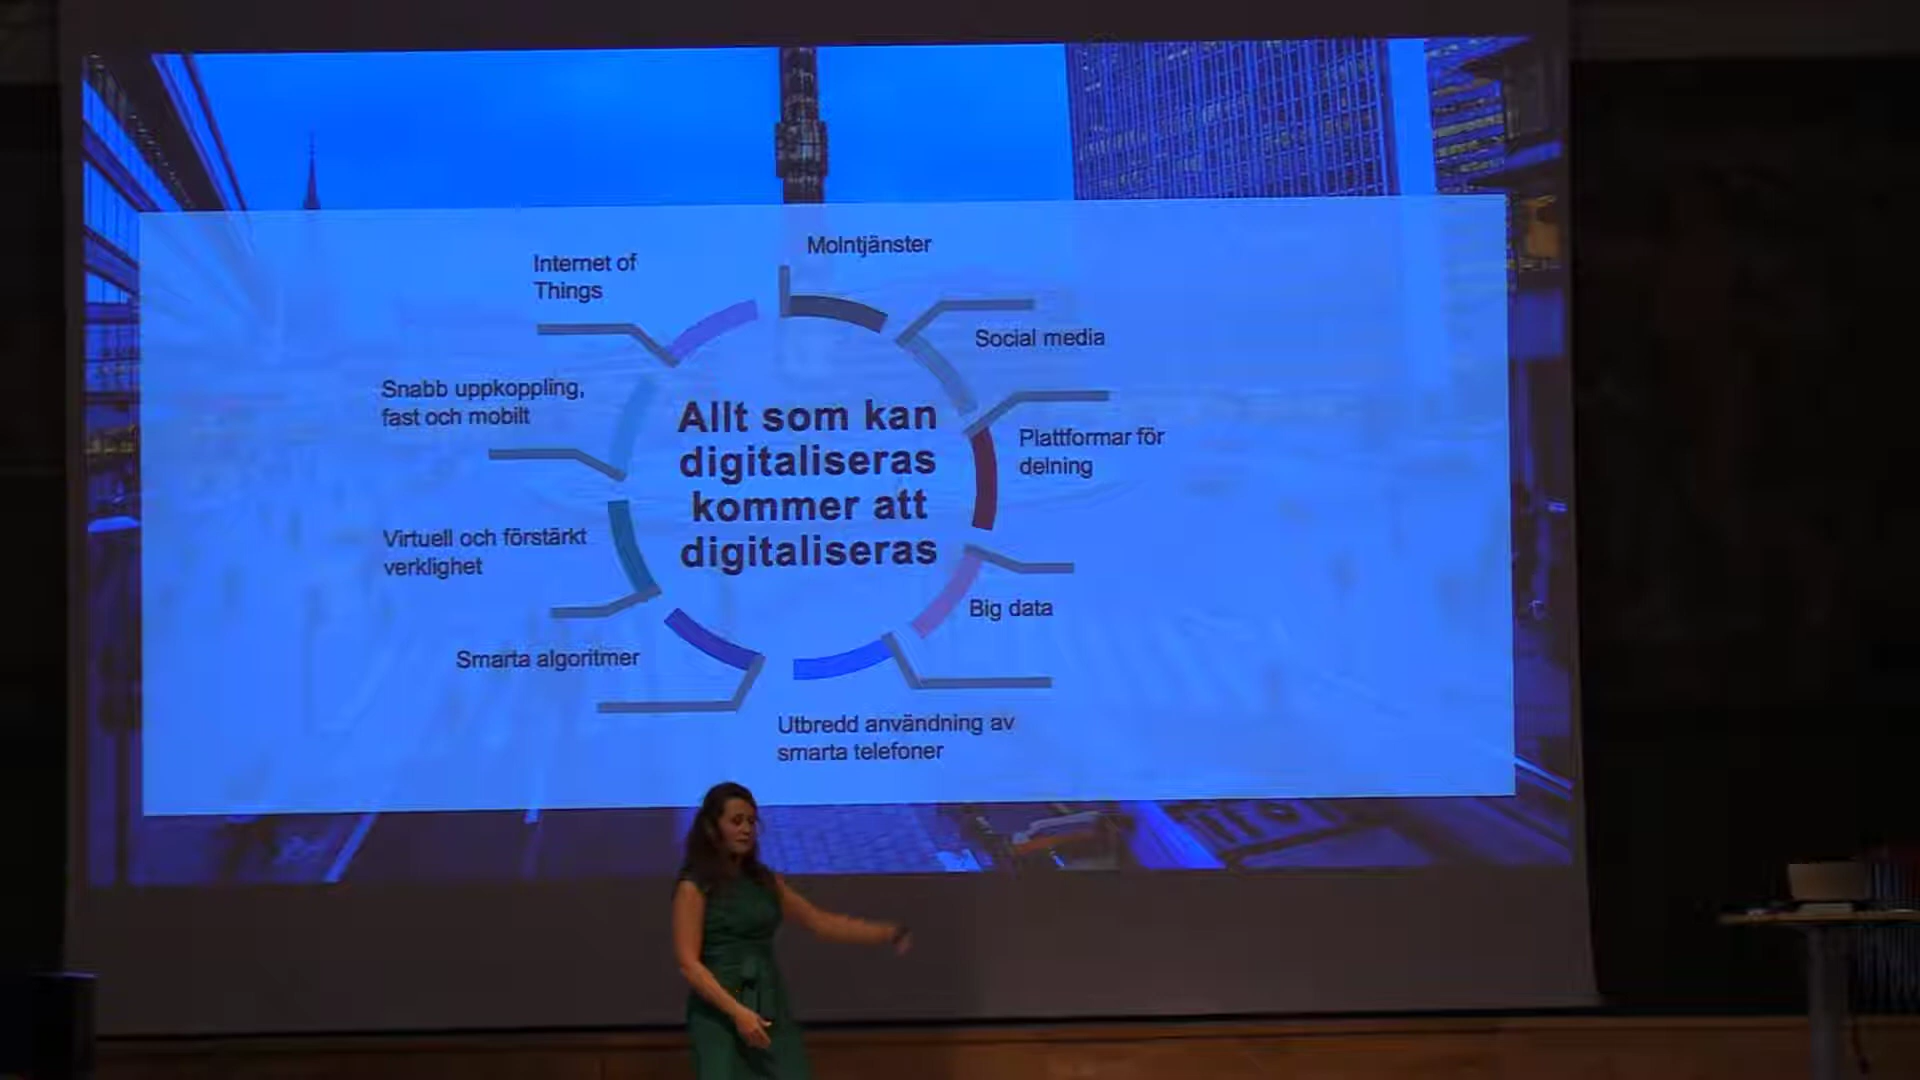 Molntjänster
Internet of
Things
Social media
Snabb uppkoppling,
fast och mobilt
Allt som kan
digitaliseras
kommer att
digitaliseras
Plattformar för
delning
Virtuell och förstärkt
verklighet
Big data
Smarta algoritmer
Utbredd användning av
smarta telefoner